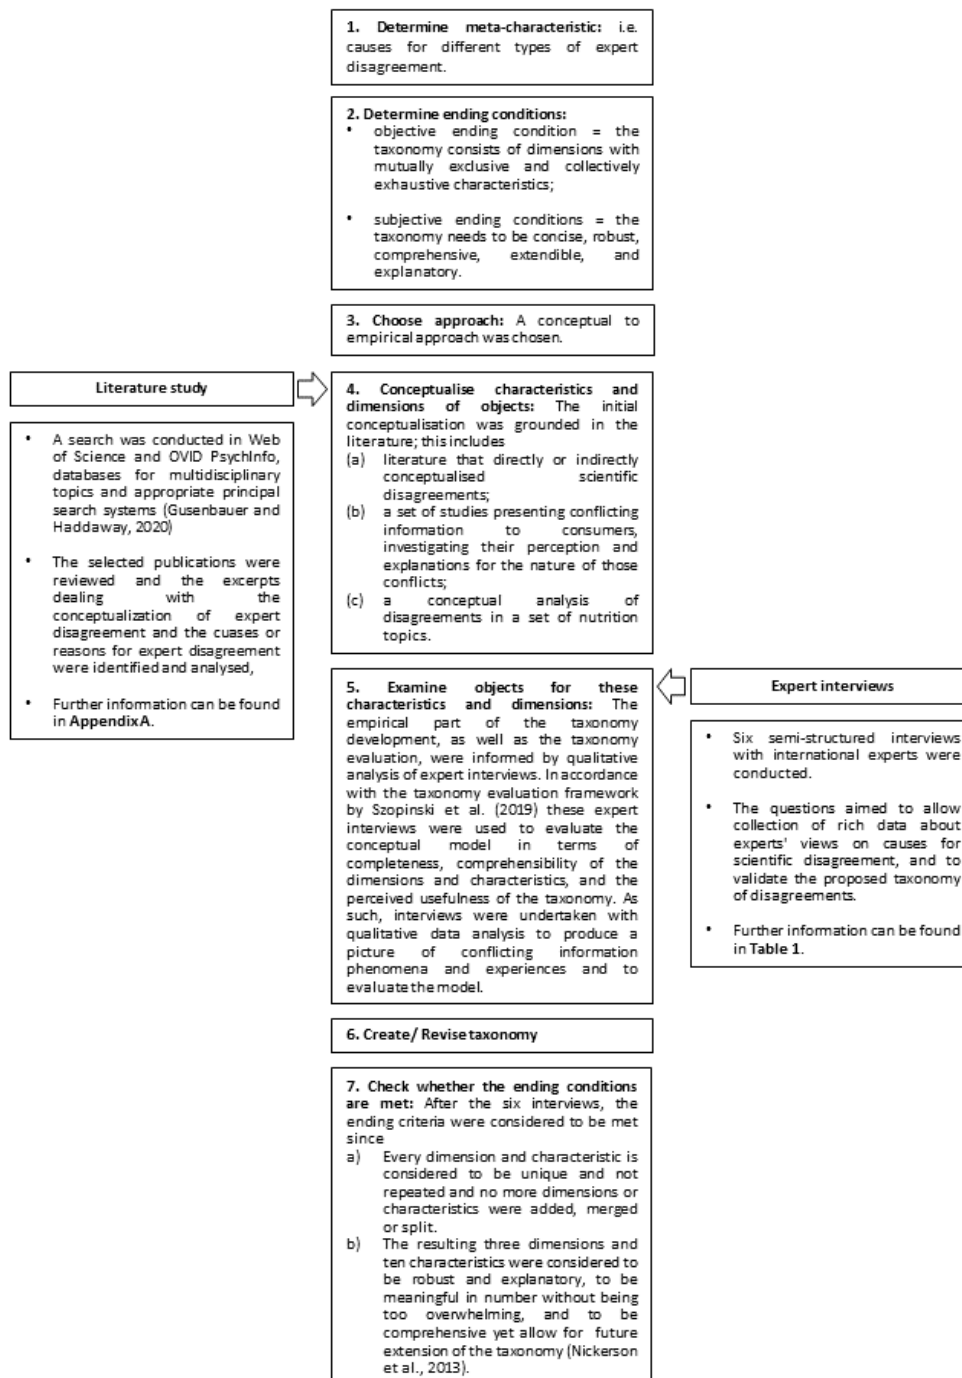 1. Determine meta-characteristic: i.e.
causes for different types of expert
disagreement.
2. Determine ending conditions:
• objective ending condition = the
taxonomy consists of dimensions with
mutually exclusive and collectively
exhaustive characteristics;
• subjective ending conditions = the
taxonomy needs to be concise, robust,
comprehensive, extendible, and
explanatory.
3. Choose approach: A conceptual to
empirical approach was chosen.
Literature study
• A search was conducted in Web
of Science and OVID PsychInfo,
databases for multidisciplinary
topics and appropriate principal
search systems (Gusenbauer and
Haddaway, 2020)
• The selected publications were
reviewed and the excerpts
dealing with the
conceptualization of expert
disagreement and the cuases or
reasons for expert disagreement
were identified and analysed,
• Further information can be found
in Appendix A.
4. Conceptualise characteristics and
dimensions of objects: The initial
conceptualisation was grounded in the
literature; this includes
(a) literature that directly or indirectly
conceptualised scientific
disagreements;
(b) a set of studies presenting conflicting
information to consumers,
investigating their perception and
explanations for the nature of those
conflicts;
(c) a conceptual analysis of
disagreements in a set of nutrition
topics.
5. Examine objects for these
characteristics and dimensions: The
empirical part of the taxonomy
development, as well as the taxonomy
evaluation, were informed by qualitative
analysis of expert interviews. In accordance
with the taxonomy evaluation framework
by Szopinski et al. (2019) these expert
interviews were used to evaluate the
conceptual model in terms of
completeness, comprehensibility of the
dimensions and characteristics, and the
perceived usefulness of the taxonomy. As
such, interviews were undertaken with
qualitative data analysis to produce a
picture of conflicting information
phenomena and experiences and to
evaluate the model.
Expert interviews
• Six semi-structured interviews
with international experts were
conducted.
• The questions aimed to allow
collection of rich data about
experts' views on causes for
scientific disagreement, and to
validate the proposed taxonomy
of disagreements.
• Further information can be found
in Table 1.
6. Create/ Revise taxonomy
7. Check whether the ending conditions
are met: After the six interviews, the
ending criteria were considered to be met
since
a) Every dimension and characteristic is
considered to be unique and not
repeated and no more dimensions or
characteristics were added, merged
or split.
b) The resulting three dimensions and
ten characteristics were considered to
be robust and explanatory, to be
meaningful in number without being
too overwhelming, and to be
comprehensive yet allow for future
extension of the taxonomy (Nickerson
et al., 2013).